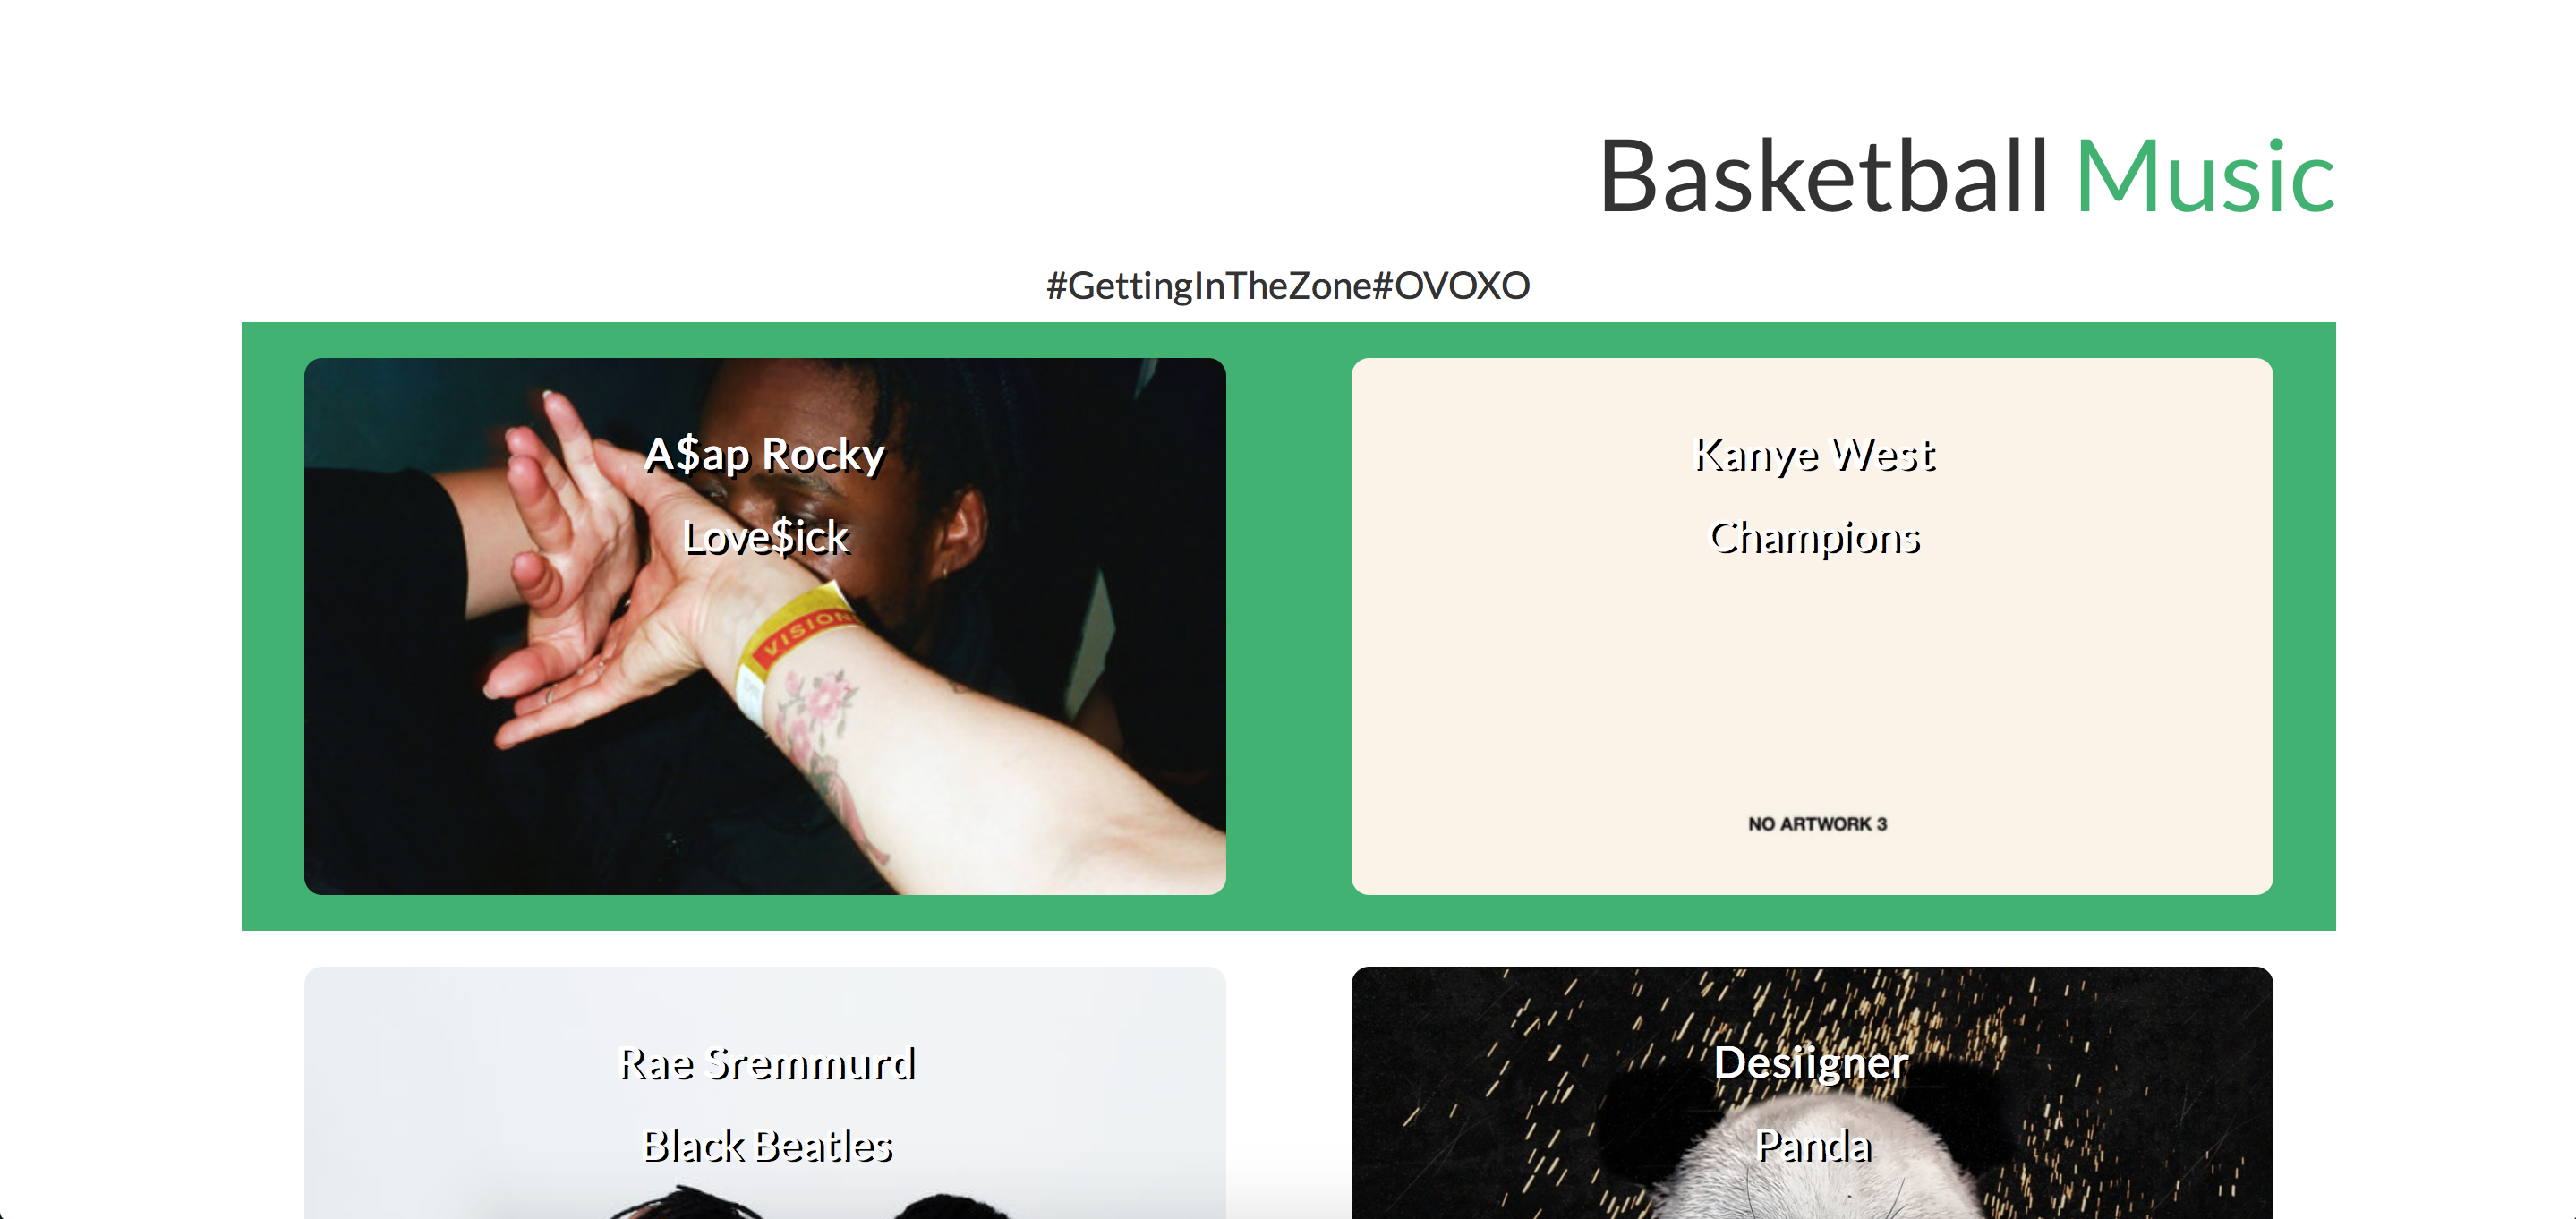 Basketball Music
#GettingInTheZone#OVOXO
A$ap Rocky
Love$ick
VISION
Kanye West
Champions
NO ARTWORK 3
Rae Sremmurd
Black Beatles
Desiigner
Panda